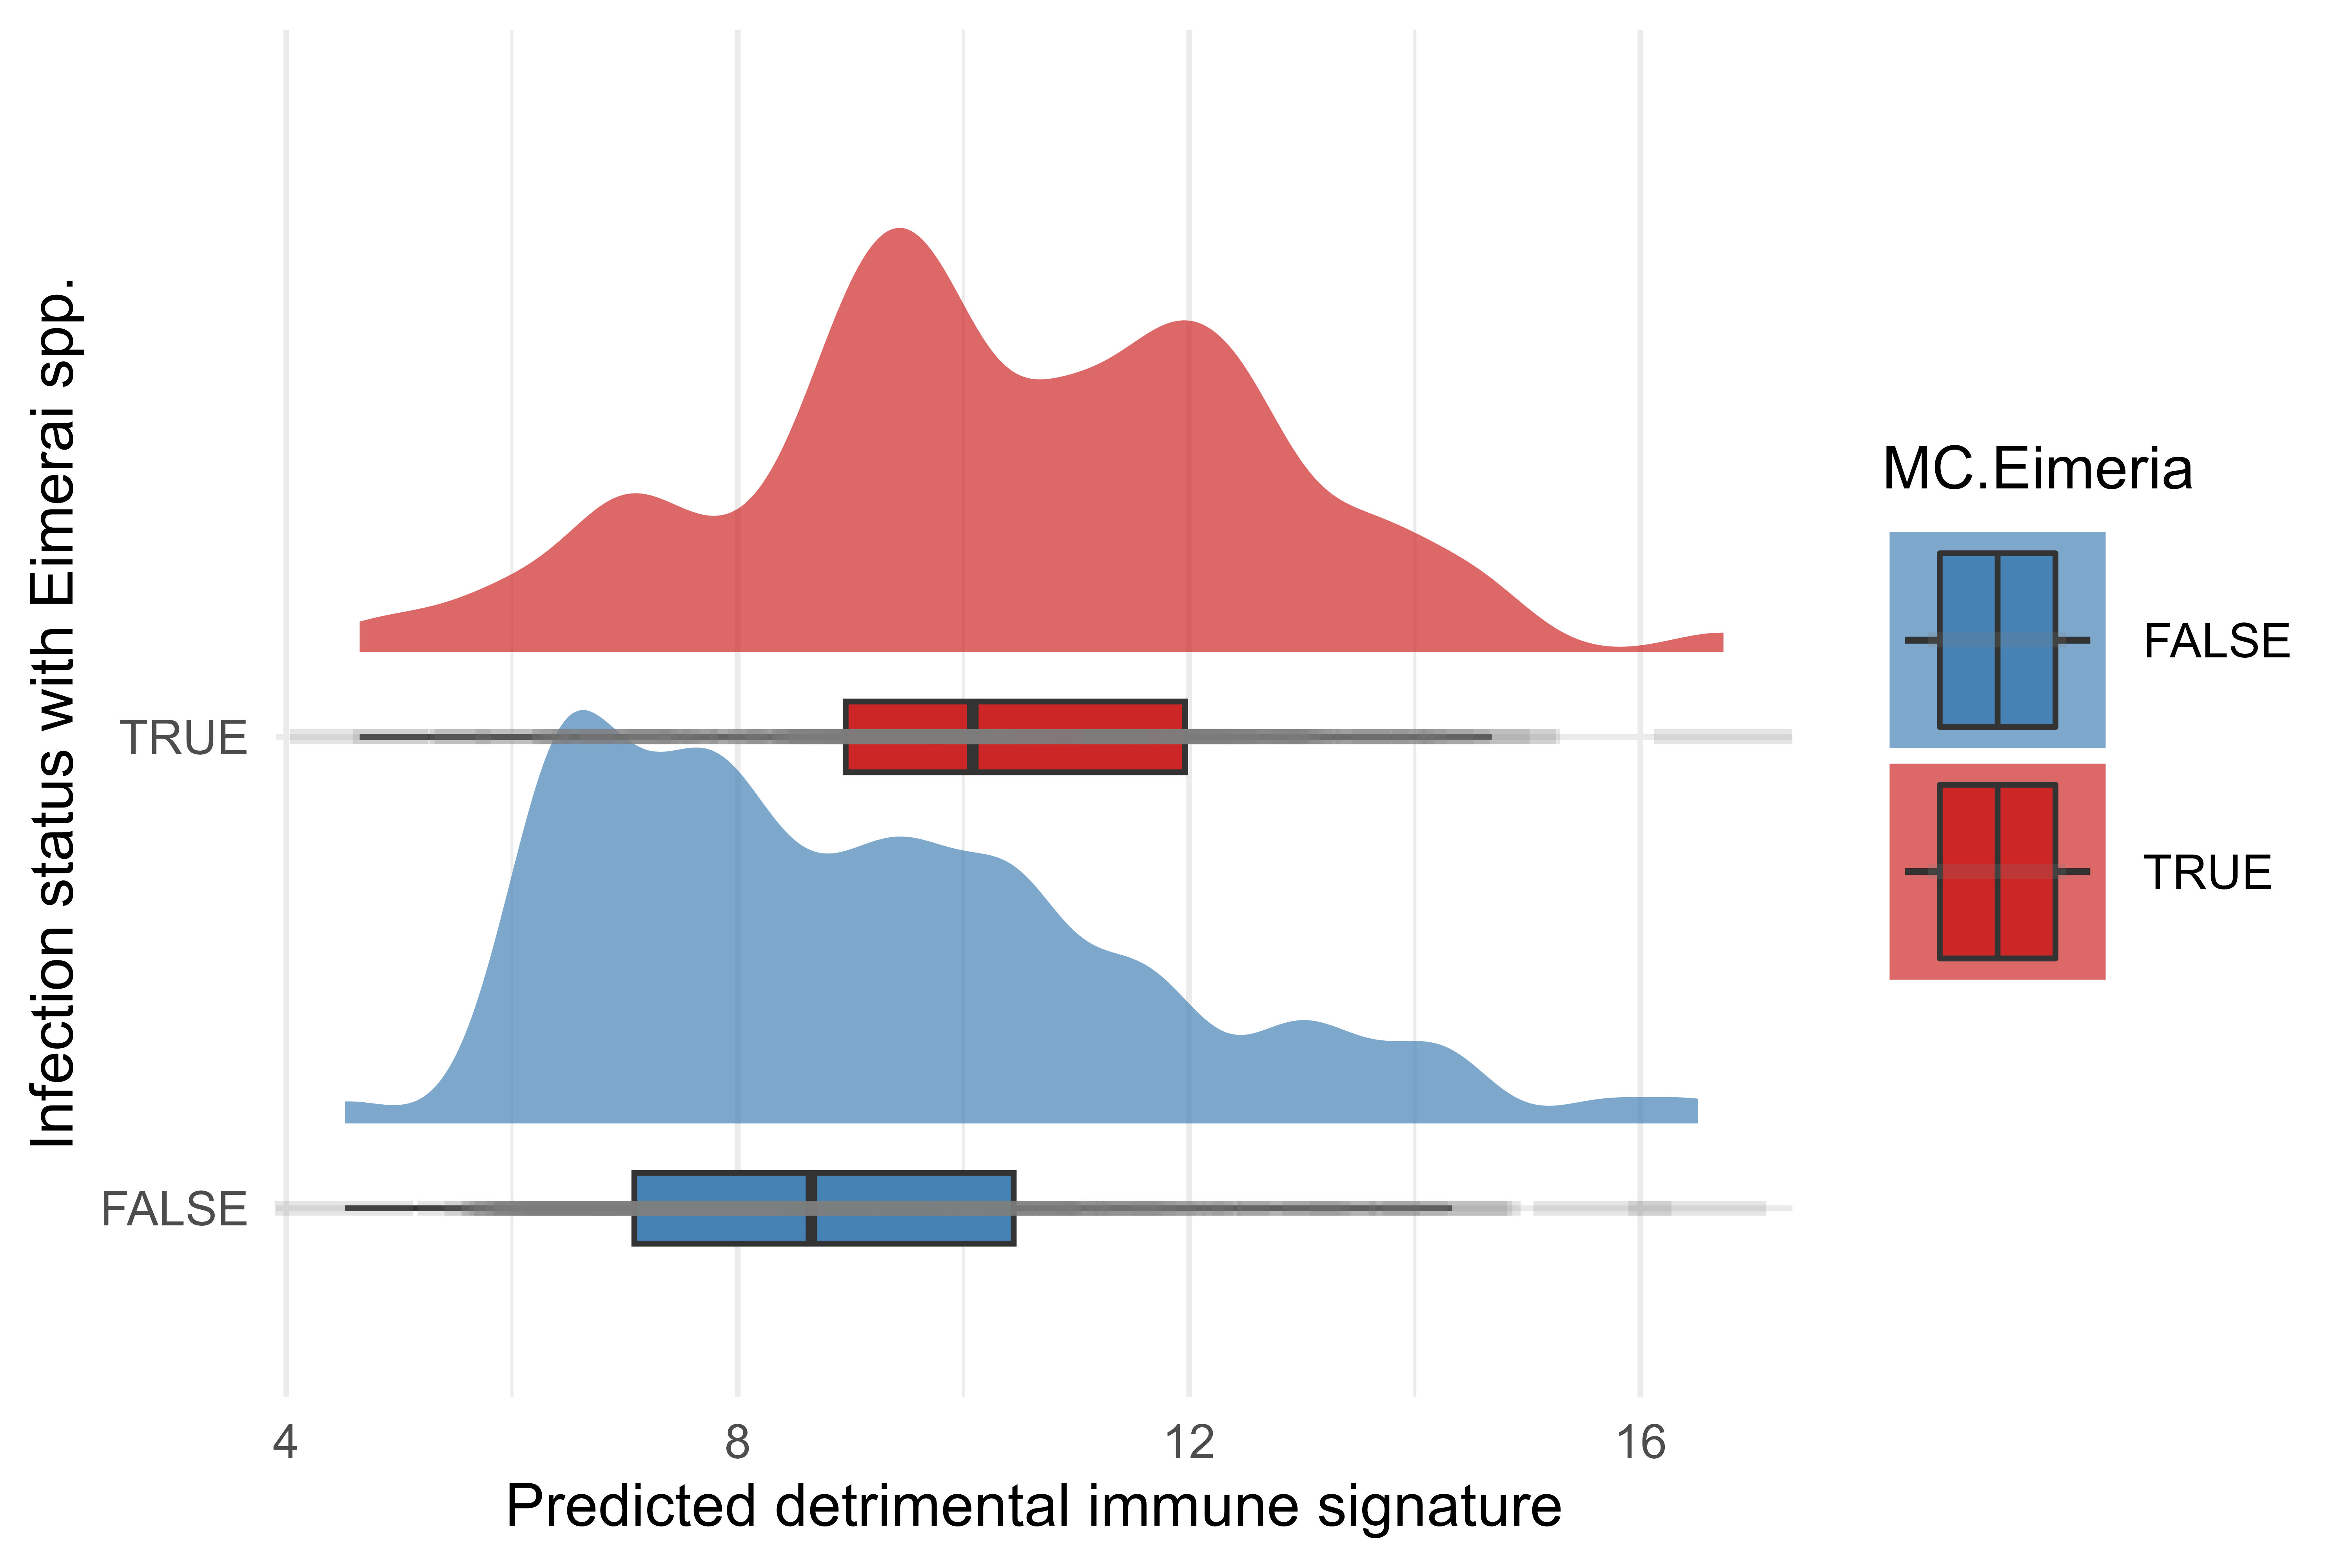 Infection status with Eimerai spp.
TRUE
FALSE
4 8 12 16
Predicted detrimental immune signature
MC.Eimeria
FALSE
TRUE